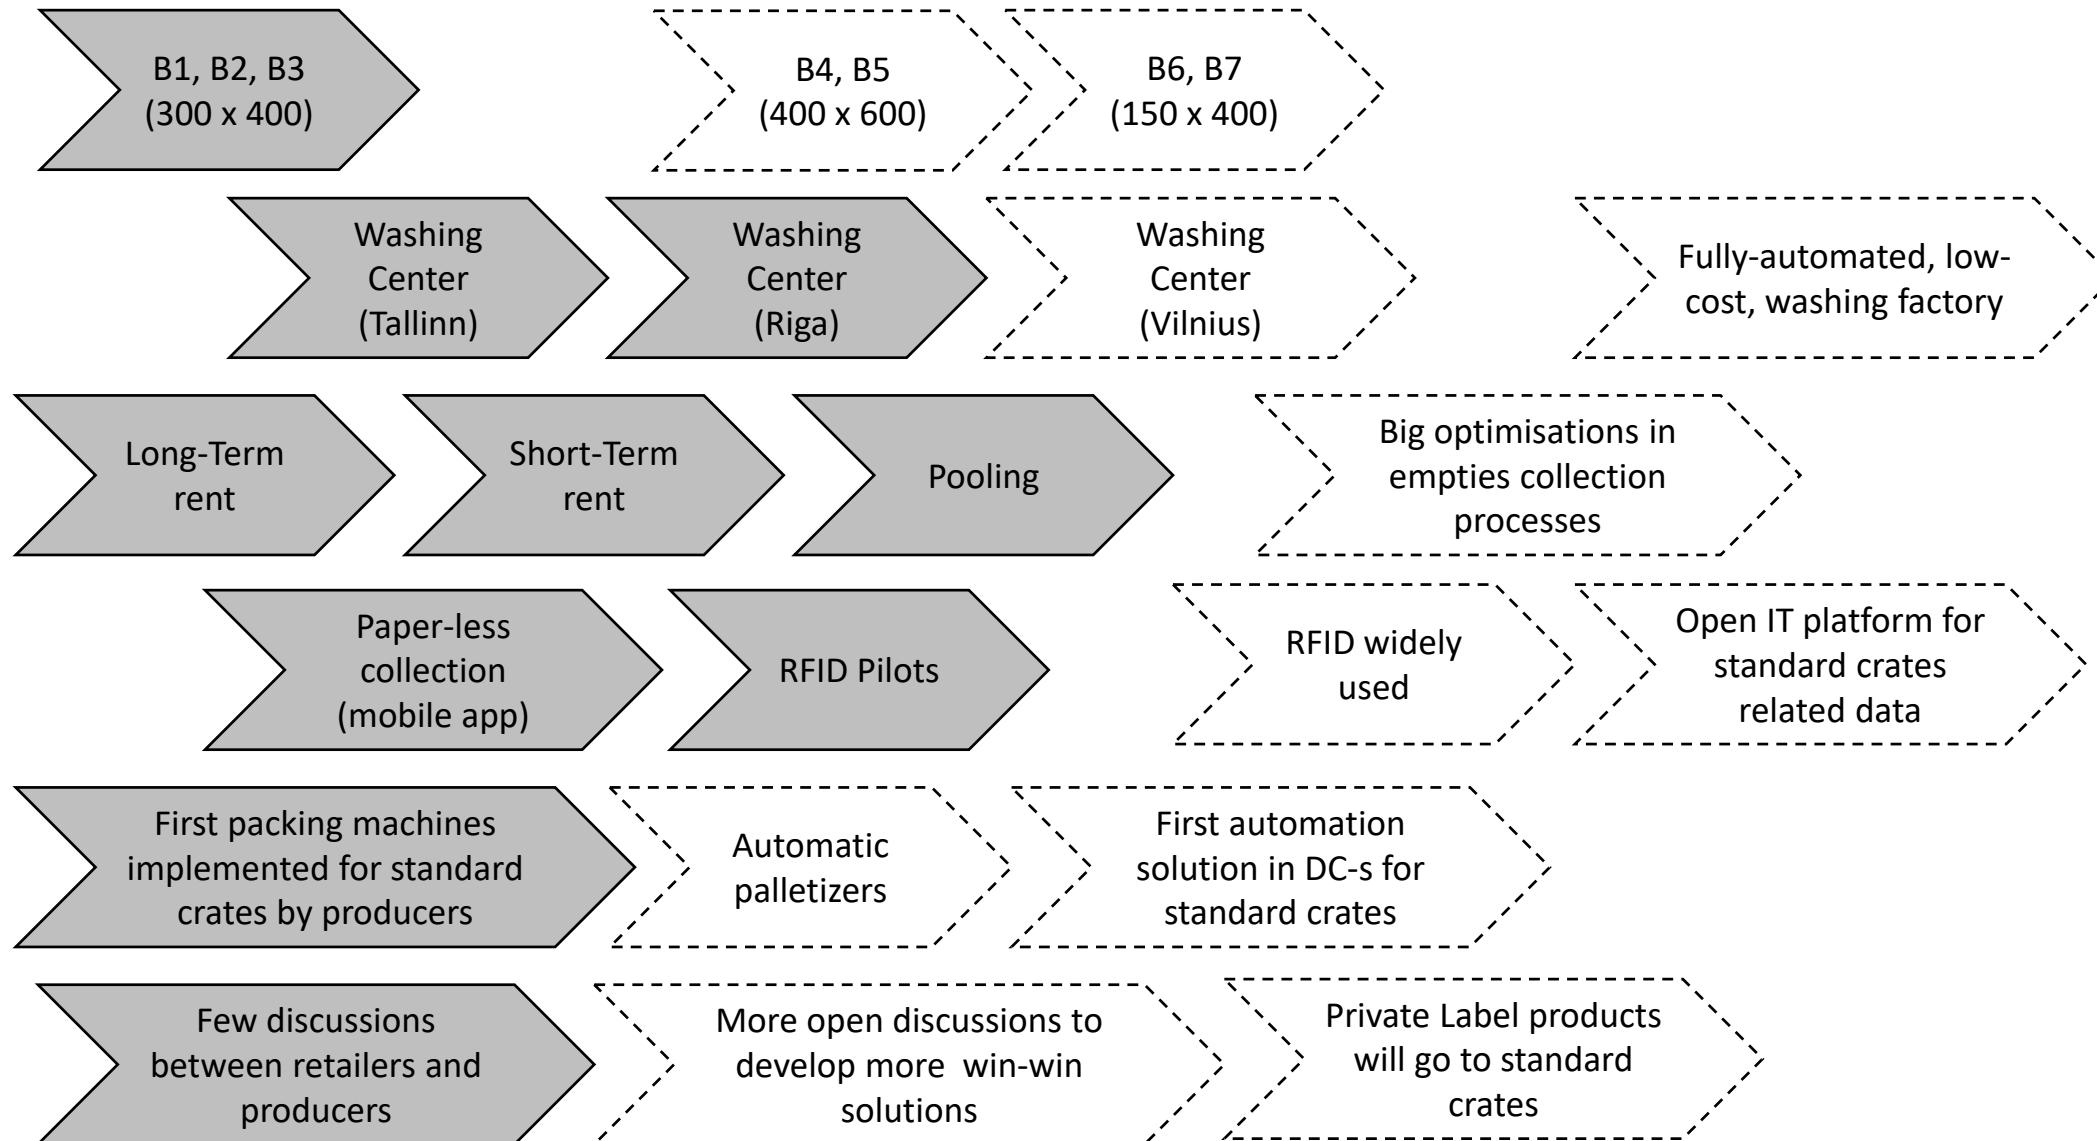 B1, B2, B3
(300 x 400)
B4, B5
(400 x 600)
B6, B7
(150 x 400)
Washing
Center
(Tallinn)
Washing
Center
(Riga)
Washing
Center
(Vilnius)
Fully-automated, low-
cost, washing factory
Long-Term
rent
Short-Term
rent
Pooling
Big optimisations in
empties collection
processes
Paper-less
collection
(mobile app)
RFID Pilots
RFID widely
used
Open IT platform for
standard crates
related data
First packing machines
implemented for standard
crates by producers
Automatic
palletizers
First automation
solution in DC-s for
standard crates
Few discussions
between retailers and
producers
More open discussions to
develop more  win-win
solutions
Private Label products
will go to standard
crates